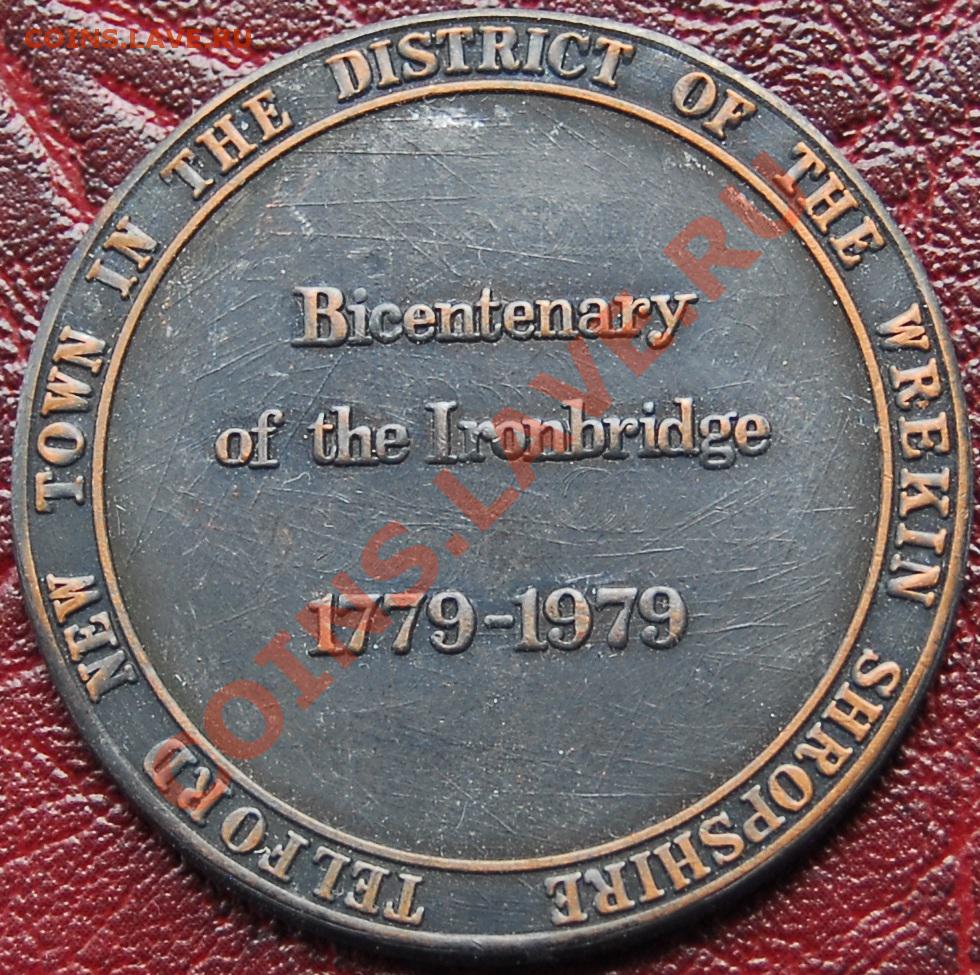 COINS.LAVE.RU
TELFORD NEW TOWN IN THE DISTRICT OF THE WREKIN SHROPSHIRE
Bicentenary
of the Ironbridge
1779-1979
COINS.LAVE.RU